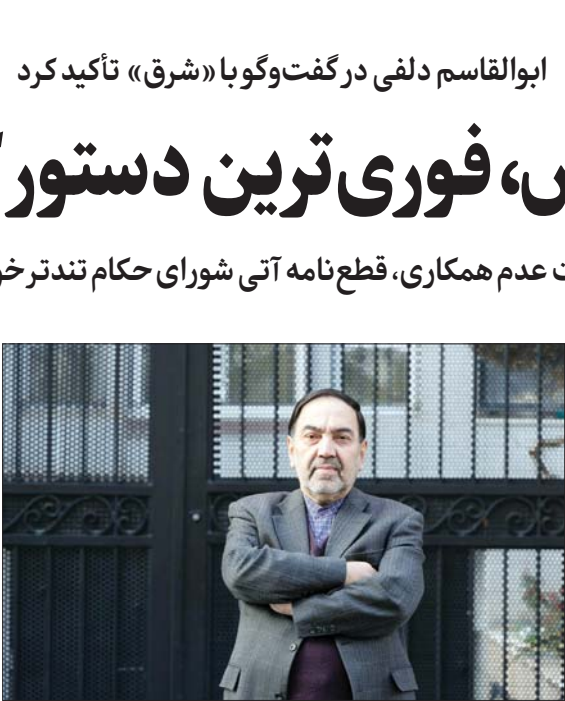 ابوالقاسم دلفی در گفت‌وگو با «شرق» تأکید کرد
فوری‌ترین دستور
عدم همکاری، قطع‌نامه آتی شورای حکام تندتر